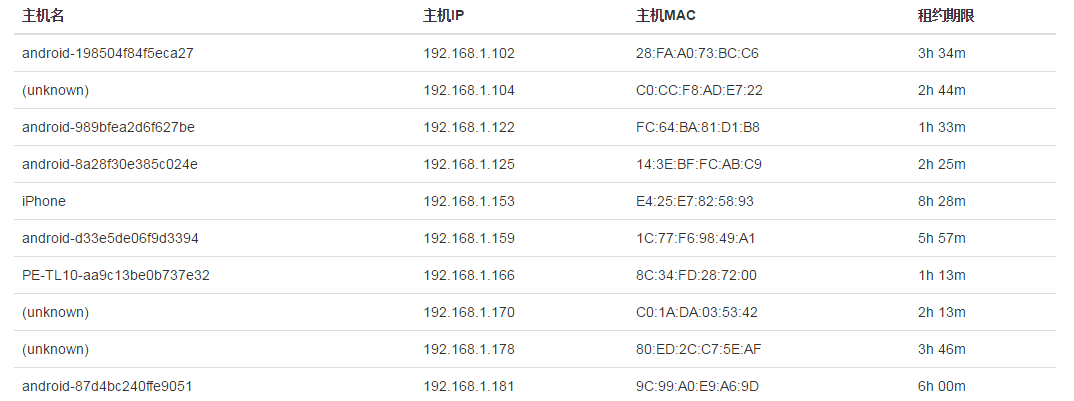 主机名 主机IP 主机MAC 租约期限
android-198504f84f5eca27 192.168.1.102 28:FA:A0:73:BC:C6 3h 34m
(unknown) 192.168.1.104 C0:CC:F8:AD:E7:22 2h 44m
android-989bfea2d6f627be 192.168.1.122 FC:64:BA:81:D1:B8 1h 33m
android-8a28f30e385c024e 192.168.1.125 14:3E:BF:FC:AB:C9 2h 25m
iPhone 192.168.1.153 E4:25:E7:82:58:93 8h 28m
android-d33e5de06f9d3394 192.168.1.159 1C:77:F6:98:49:A1 5h 57m
PE-TL10-aa9c13be0b737e32 192.168.1.166 8C:34:FD:28:72:00 1h 13m
(unknown) 192.168.1.170 C0:1A:DA:03:53:42 2h 13m
(unknown) 192.168.1.178 80:ED:2C:C7:5E:AF 3h 46m
android-87d4bc240ffe9051 192.168.1.181 9C:99:A0:E9:A6:9D 6h 00m